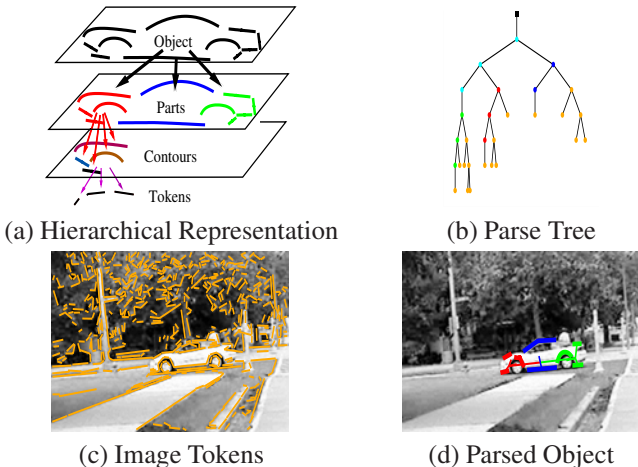 Object
Parts
Contours
Tokens
(a) Hierarchical Representation
(b) Parse Tree
(c) Image Tokens
(d) Parsed Object